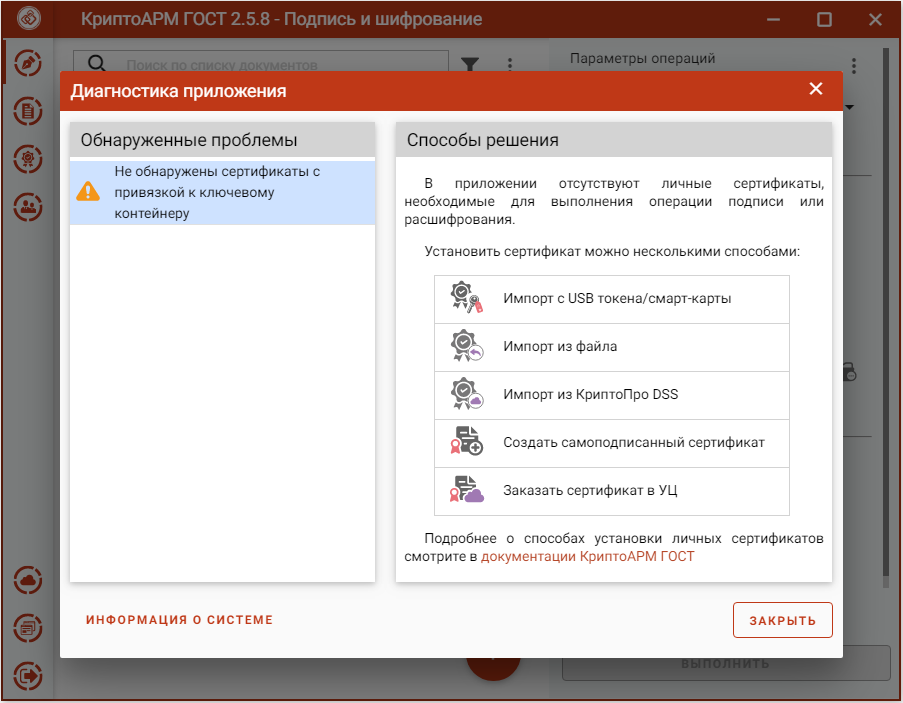 КриптоАРМ ГОСТ 2.5.8 - Подпись и шифрование
Поиск по списку документов
Параметры операций
Диагностика приложения
Обнаруженные проблемы
Не обнаружены сертификаты с
привязкой к ключевому
контейнеру
Способы решения
В приложении отсутствуют личные сертификаты,
необходимые для выполнения операции подписи или
расшифрования.
Установить сертификат можно несколькими способами:
Импорт с USB токена/смарт-карты
Импорт из файла
Импорт из КриптоПро DSS
Создать самоподписанный сертификат
Заказать сертификат в УЦ
Подробнее о способах установки личных сертификатов
смотрите в документации КриптоАРМ ГОСТ
ИНФОРМАЦИЯ О СИСТЕМЕ
ЗАКРЫТЬ
ВЫПОЛНИТЬ